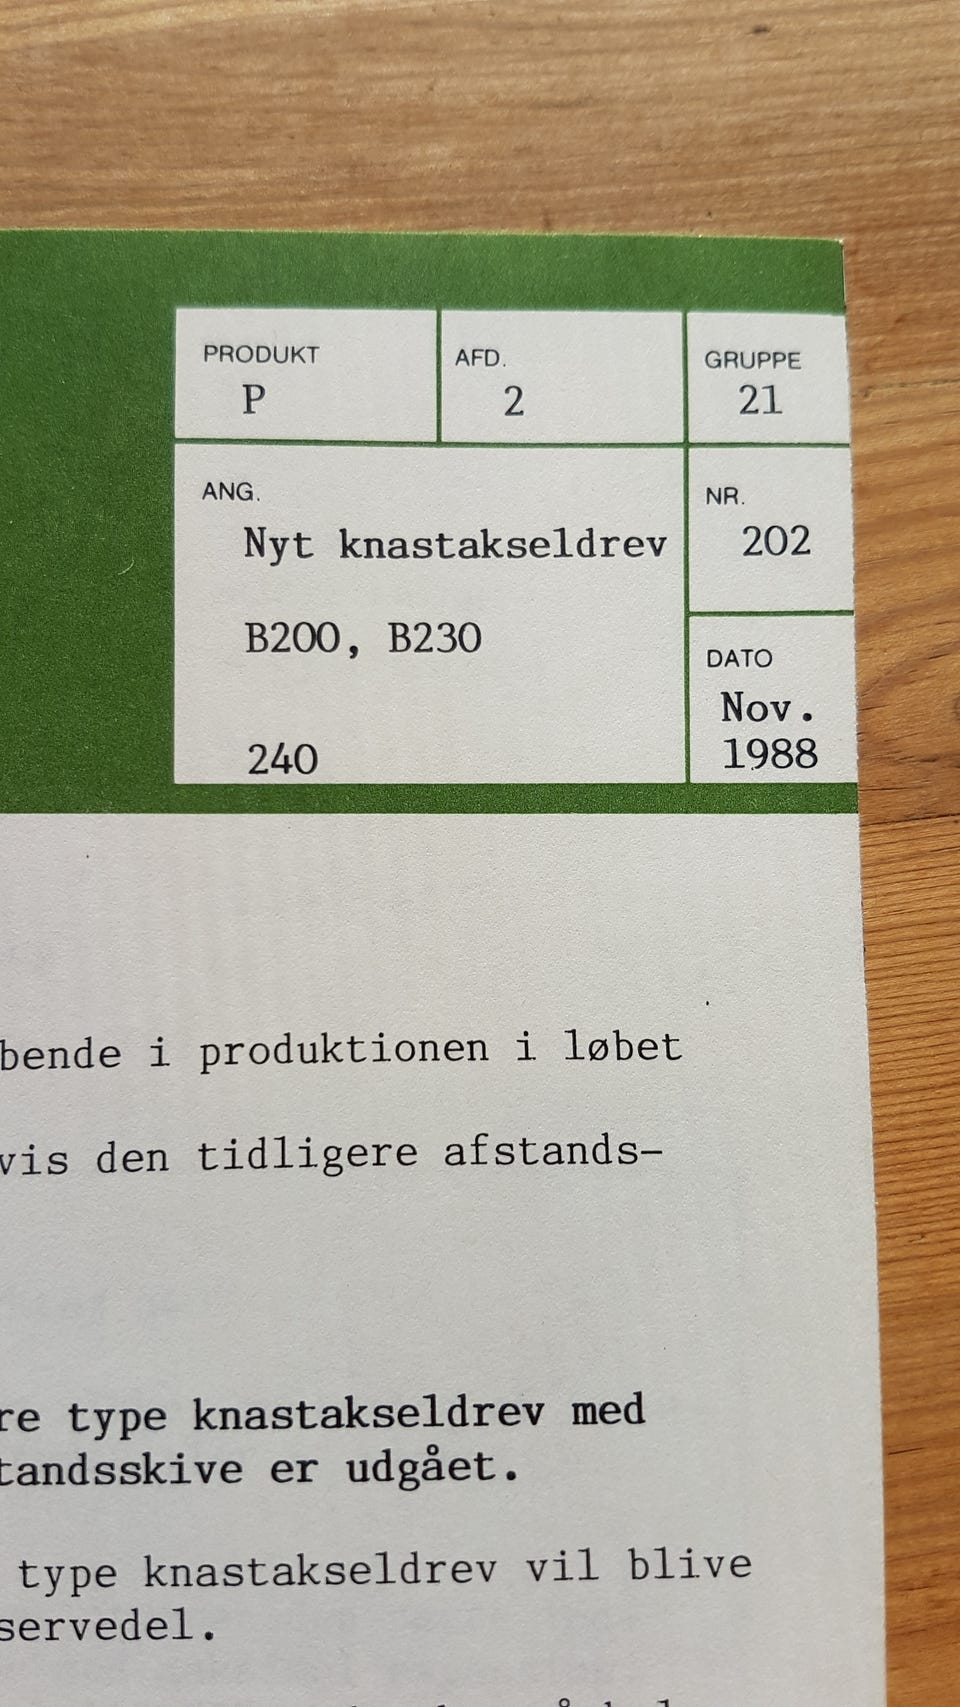 PRODUKT
P
AFD.
2
GRUPPE
21
ANG.
Nyt knastakseldrev
B200, B230
240
NR.
202
DATO
Nov.
1988
bende i produktionen i løbet
vis den tidligere afstands-
re type knastakseldrev med
tandsskive er udgået.
type knastakseldrev vil blive
servedel.